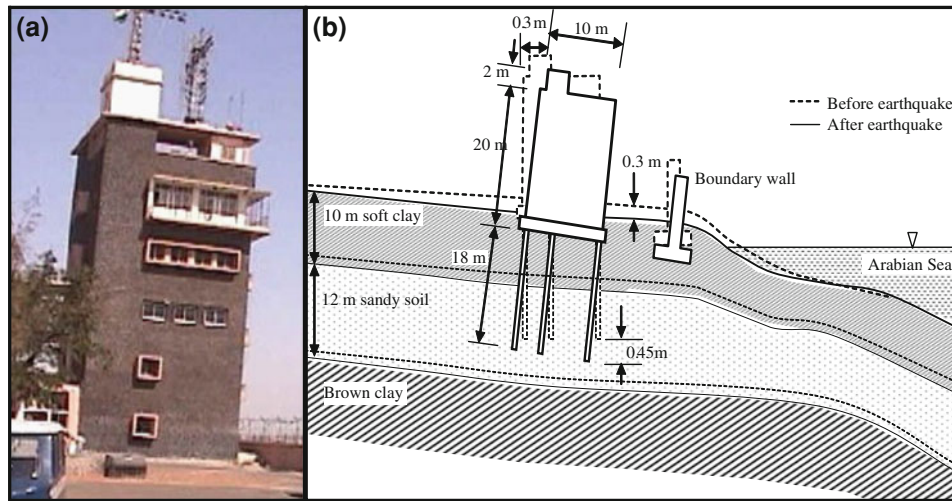 (a)
(b)
0.3m
10 m
2 m
20 m
Before earthquake
After earthquake
0.3 m
Boundary wall
10 m soft clay
18 m
Arabian Sea
12 m sandy soil
0.45m
Brown clay